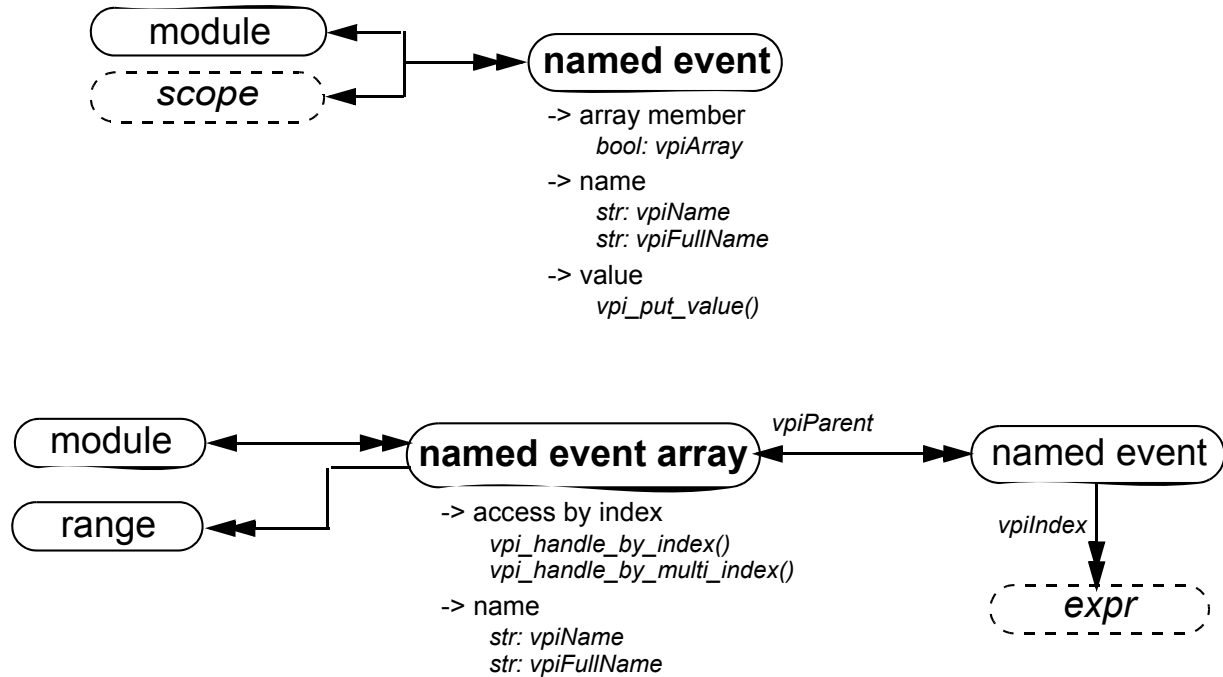 module
scope
named event
-> array member
bool: vpiArray
-> name
str: vpiName
str: vpiFullName
-> value
vpi_put_value()
module
range
named event array
-> access by index
vpi_handle_by_index()
vpi_handle_by_multi_index()
-> name
str: vpiName
str: vpiFullName
vpiParent
named event
vpiIndex
expr